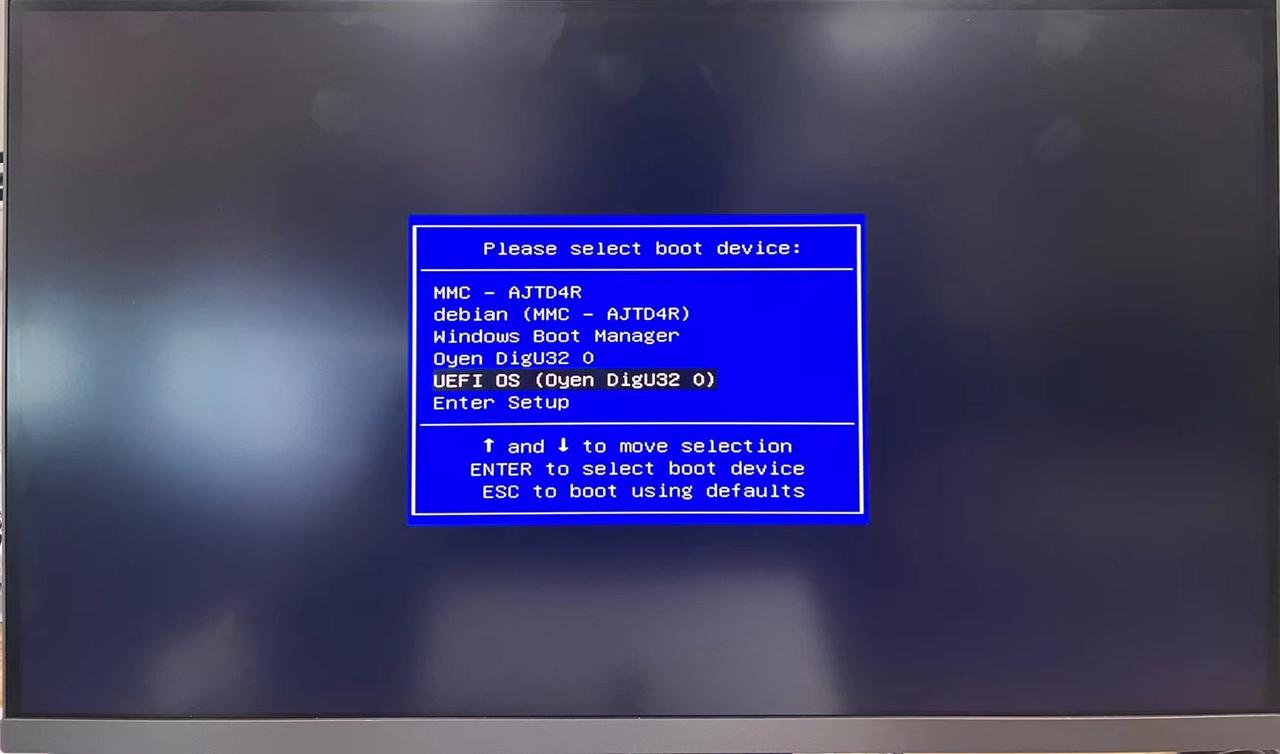 Please select boot device:
MMC - AJTD4R
debian (MMC - AJTD4R)
Windows Boot Manager
Oyen DigU32 0
UEFI OS (Oyen DigU32 0)
Enter Setup
↑ and ↓ to move selection
ENTER to select boot device
ESC to boot using defaults